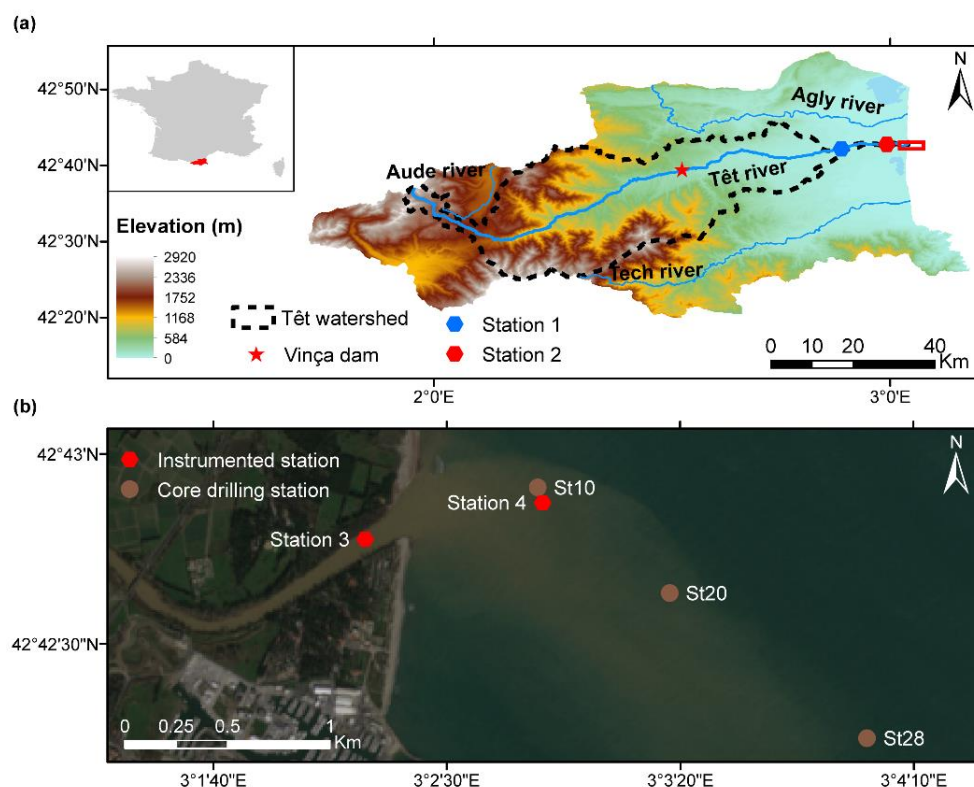 (a)
N
42°50'N
42°40'N
42°30'N
42°20'N
Agly river
Aude river
Têt river
Tech river
Elevation (m)
2920
2336
1752
1168
584
0
Têt watershed
Vinça dam
Station 1
Station 2
0 10 20 40
Km
2°0'E 3°0'E
(b)
42°43'N
42°42'30"N
N
Instrumented station
Core drilling station
St10
Station 4
Station 3
St20
St28
0 0.25 0.5 1
Km
3°1'40"E 3°2'30"E 3°3'20"E 3°4'10"E